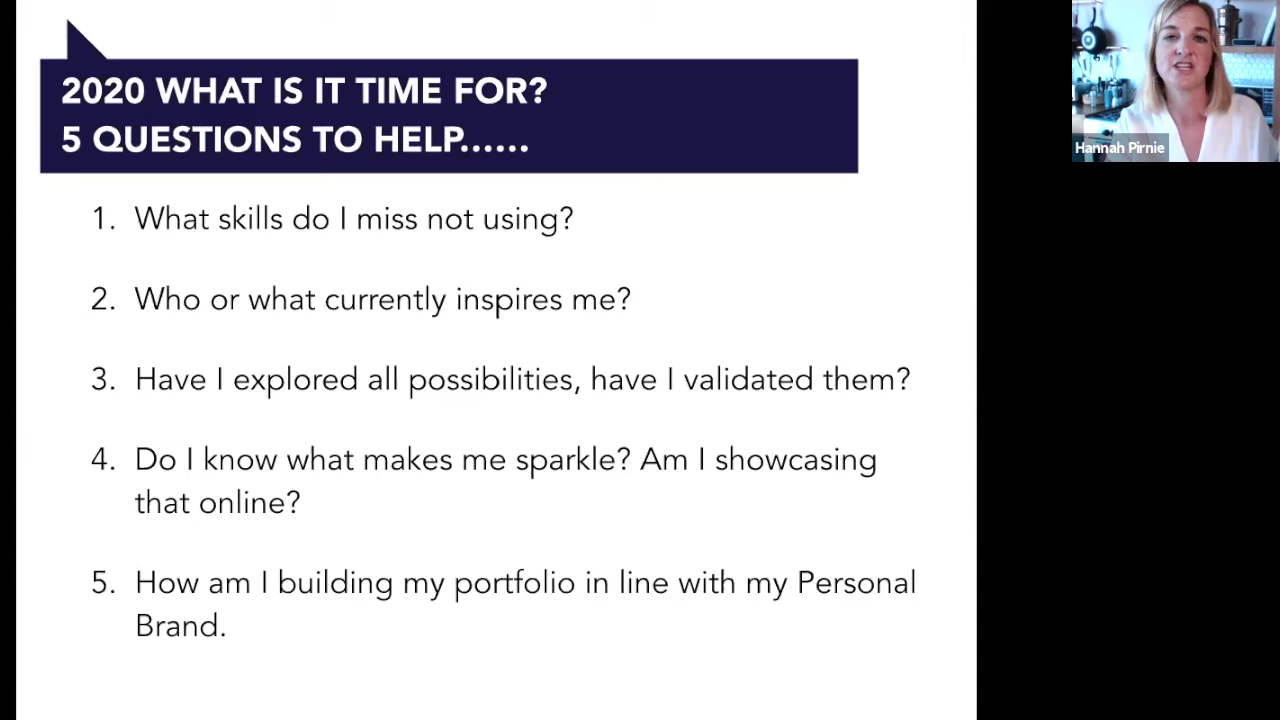 2020 WHAT IS IT TIME FOR?
5 QUESTIONS TO HELP......
Hannah Pirnie
1. What skills do I miss not using?
2. Who or what currently inspires me?
3. Have I explored all possibilities, have I validated them?
4. Do I know what makes me sparkle? Am I showcasing
that online?
5. How am I building my portfolio in line with my Personal
Brand.